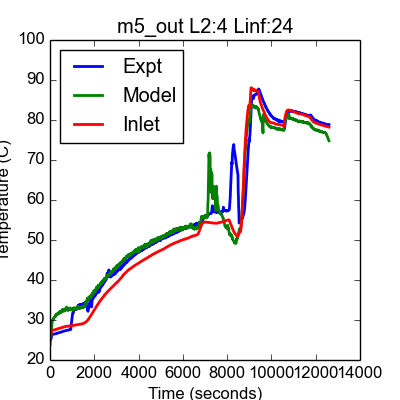 m5_out L2:4 Linf:24
Expt
Model
Inlet
100
90
80
70
60
50
40
30
20
Temperature (C)
0 2000 4000 6000 8000 10000 12000 14000
Time (seconds)